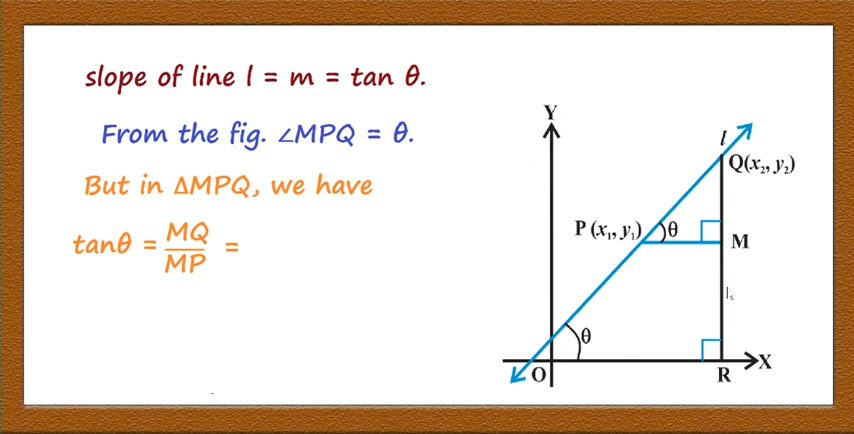 slope of line l = m = tan θ.
From the fig. ∠MPQ = θ.
But in ΔMPQ, we have
tanθ = MQ/MP =
Y
l
Q(x₂, y₂)
P (x₁, y₁)
θ
M
θ
X
O
R